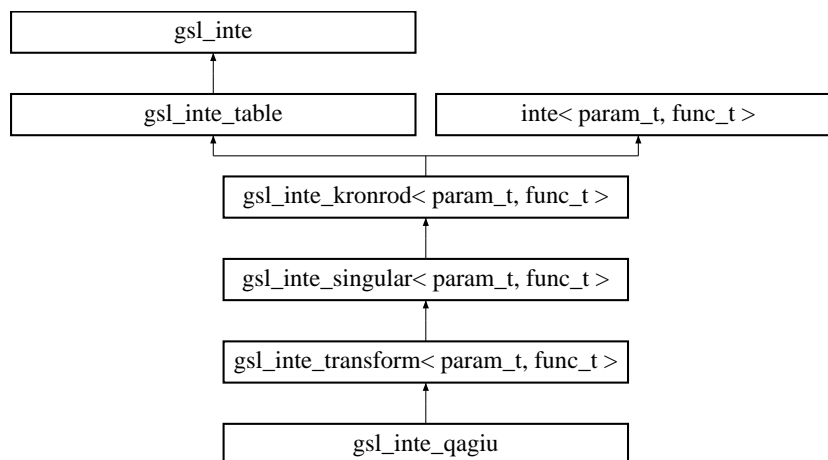 gsl_inte
gsl_inte_table
inte< param_t, func_t >
gsl_inte_kronrod< param_t, func_t >
gsl_inte_singular< param_t, func_t >
gsl_inte_transform< param_t, func_t >
gsl_inte_qagiu